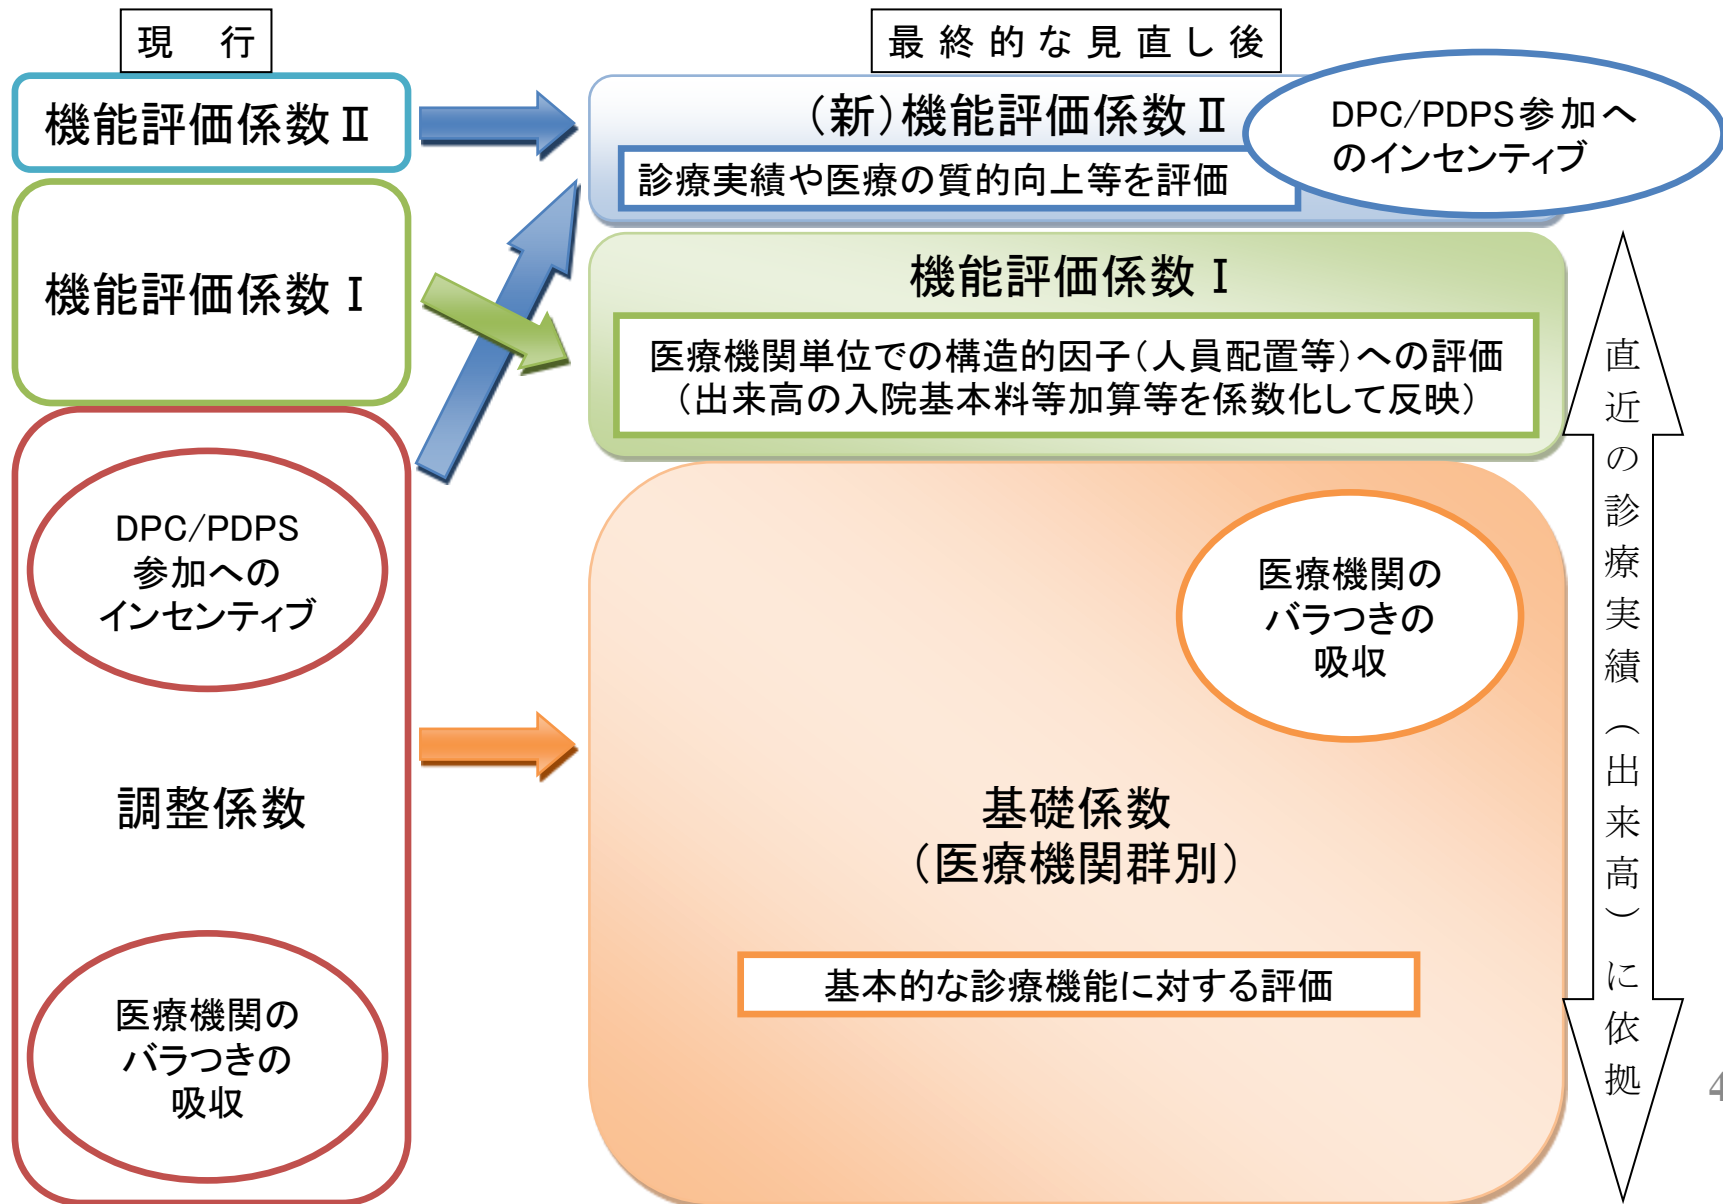 現　行
機能評価係数Ⅱ
機能評価係数Ⅰ
DPC/PDPS
参加への
インセンティブ
調整係数
医療機関の
バラつきの
吸収
最終的な見直し後
（新）機能評価係数Ⅱ
診療実績や医療の質的向上等を評価
DPC/PDPS参加へ
のインセンティブ
機能評価係数Ⅰ
医療機関単位での構造的因子（人員配置等）への評価
（出来高の入院基本料等加算等を係数化して反映）
医療機関の
バラつきの
吸収
基礎係数
（医療機関群別）
基本的な診療機能に対する評価
直近の診療実績（出来高）に依拠
4